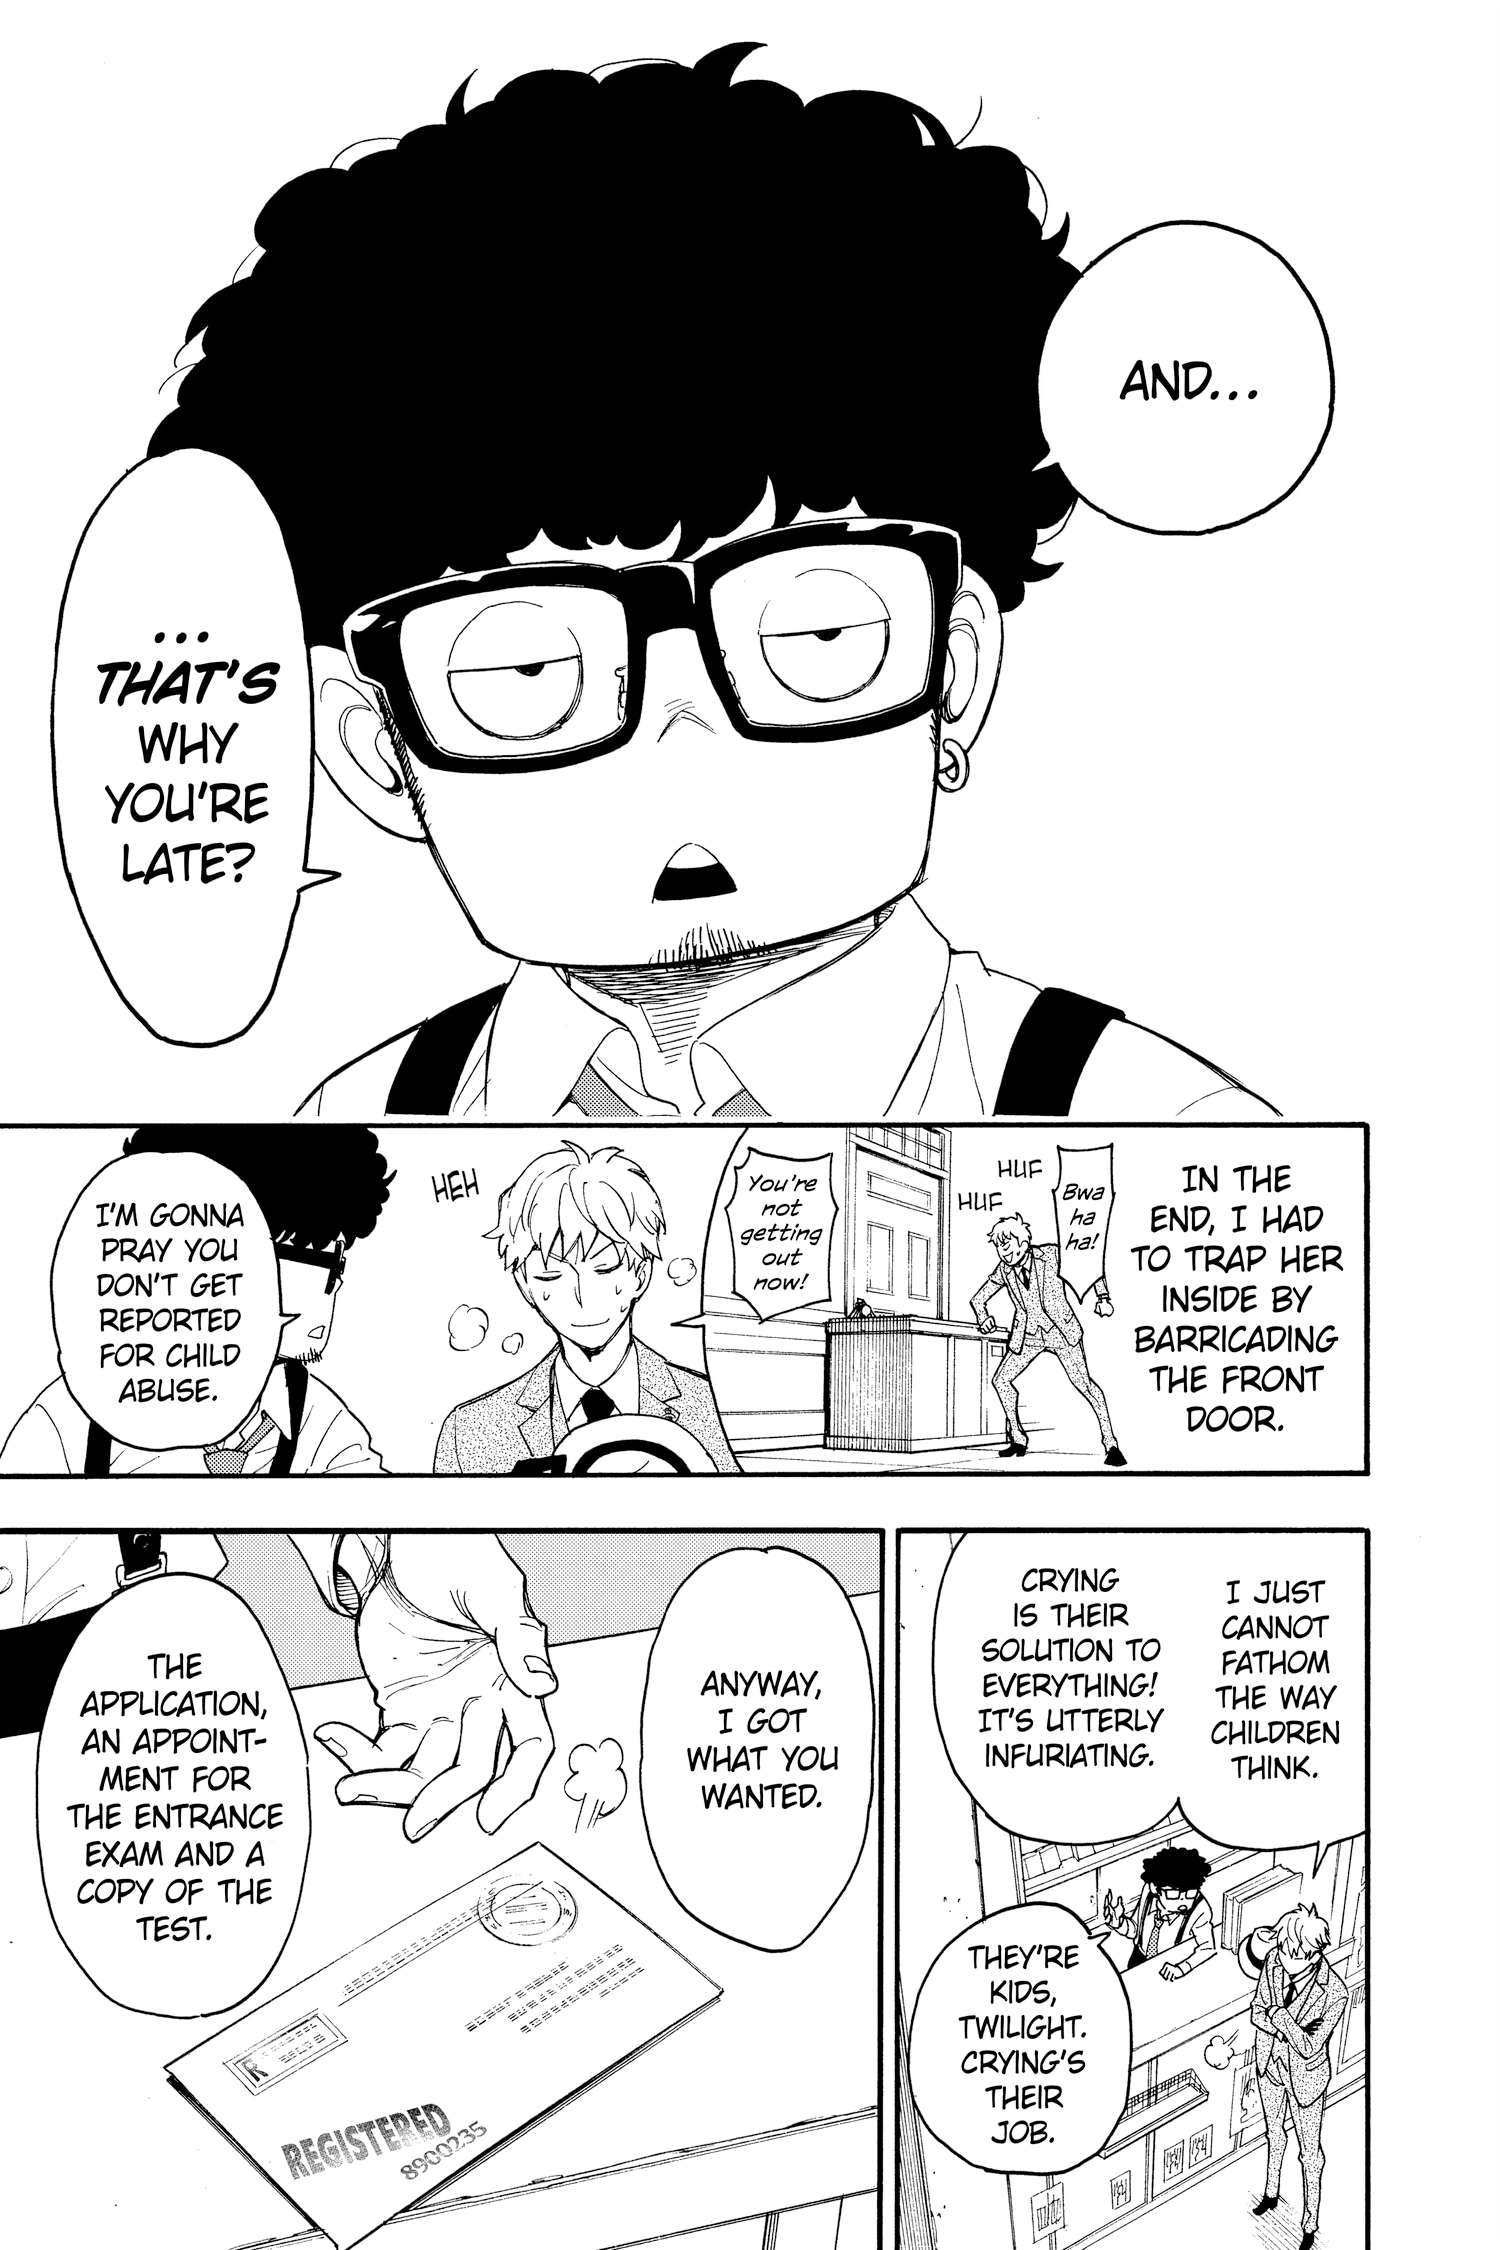 AND...
...
THAT'S
WHY
YOU'RE
LATE?
IN THE
END, I HAD
TO TRAP HER
INSIDE BY
BARRICADING
THE FRONT
DOOR.
Bwa
ha
ha!
HUF
HUF
You're
not
getting
out
now!
HEH
I'M GONNA
PRAY YOU
DON'T GET
REPORTED
FOR CHILD
ABUSE.
I JUST
CANNOT
FATHOM
THE WAY
CHILDREN
THINK.
CRYING
IS THEIR
SOLUTION TO
EVERYTHING!
IT'S UTTERLY
INFURIATING.
THEY'RE
KIDS,
TWILIGHT.
CRYING'S
THEIR
JOB.
ANYWAY,
I GOT
WHAT YOU
WANTED.
THE
APPLICATION,
AN APPOINT-
MENT FOR
THE ENTRANCE
EXAM AND A
COPY OF THE
TEST.
R
REGISTERED
8900235